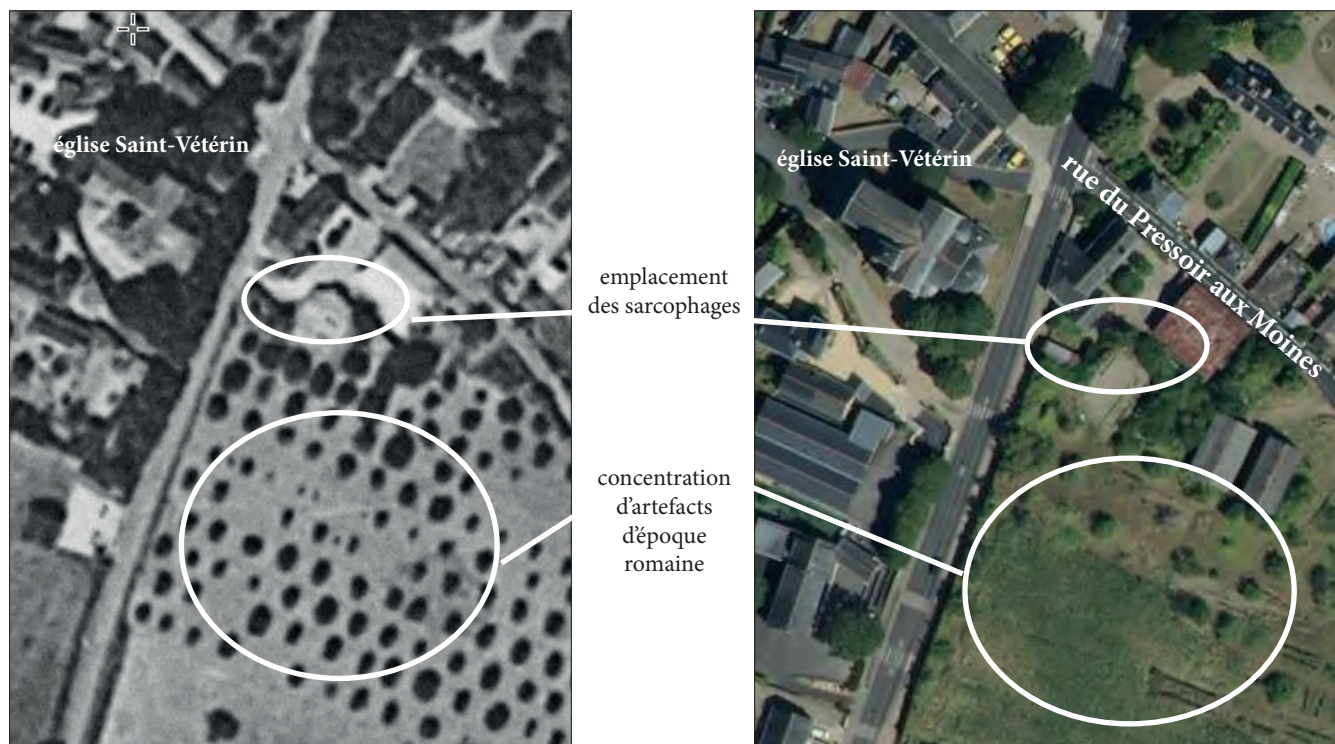 église Saint-Vétérin
emplacement
des sarcophages
concentration
d'artefacts
d'époque
romaine
église Saint-Vétérin
rue du Pressoir aux Moines